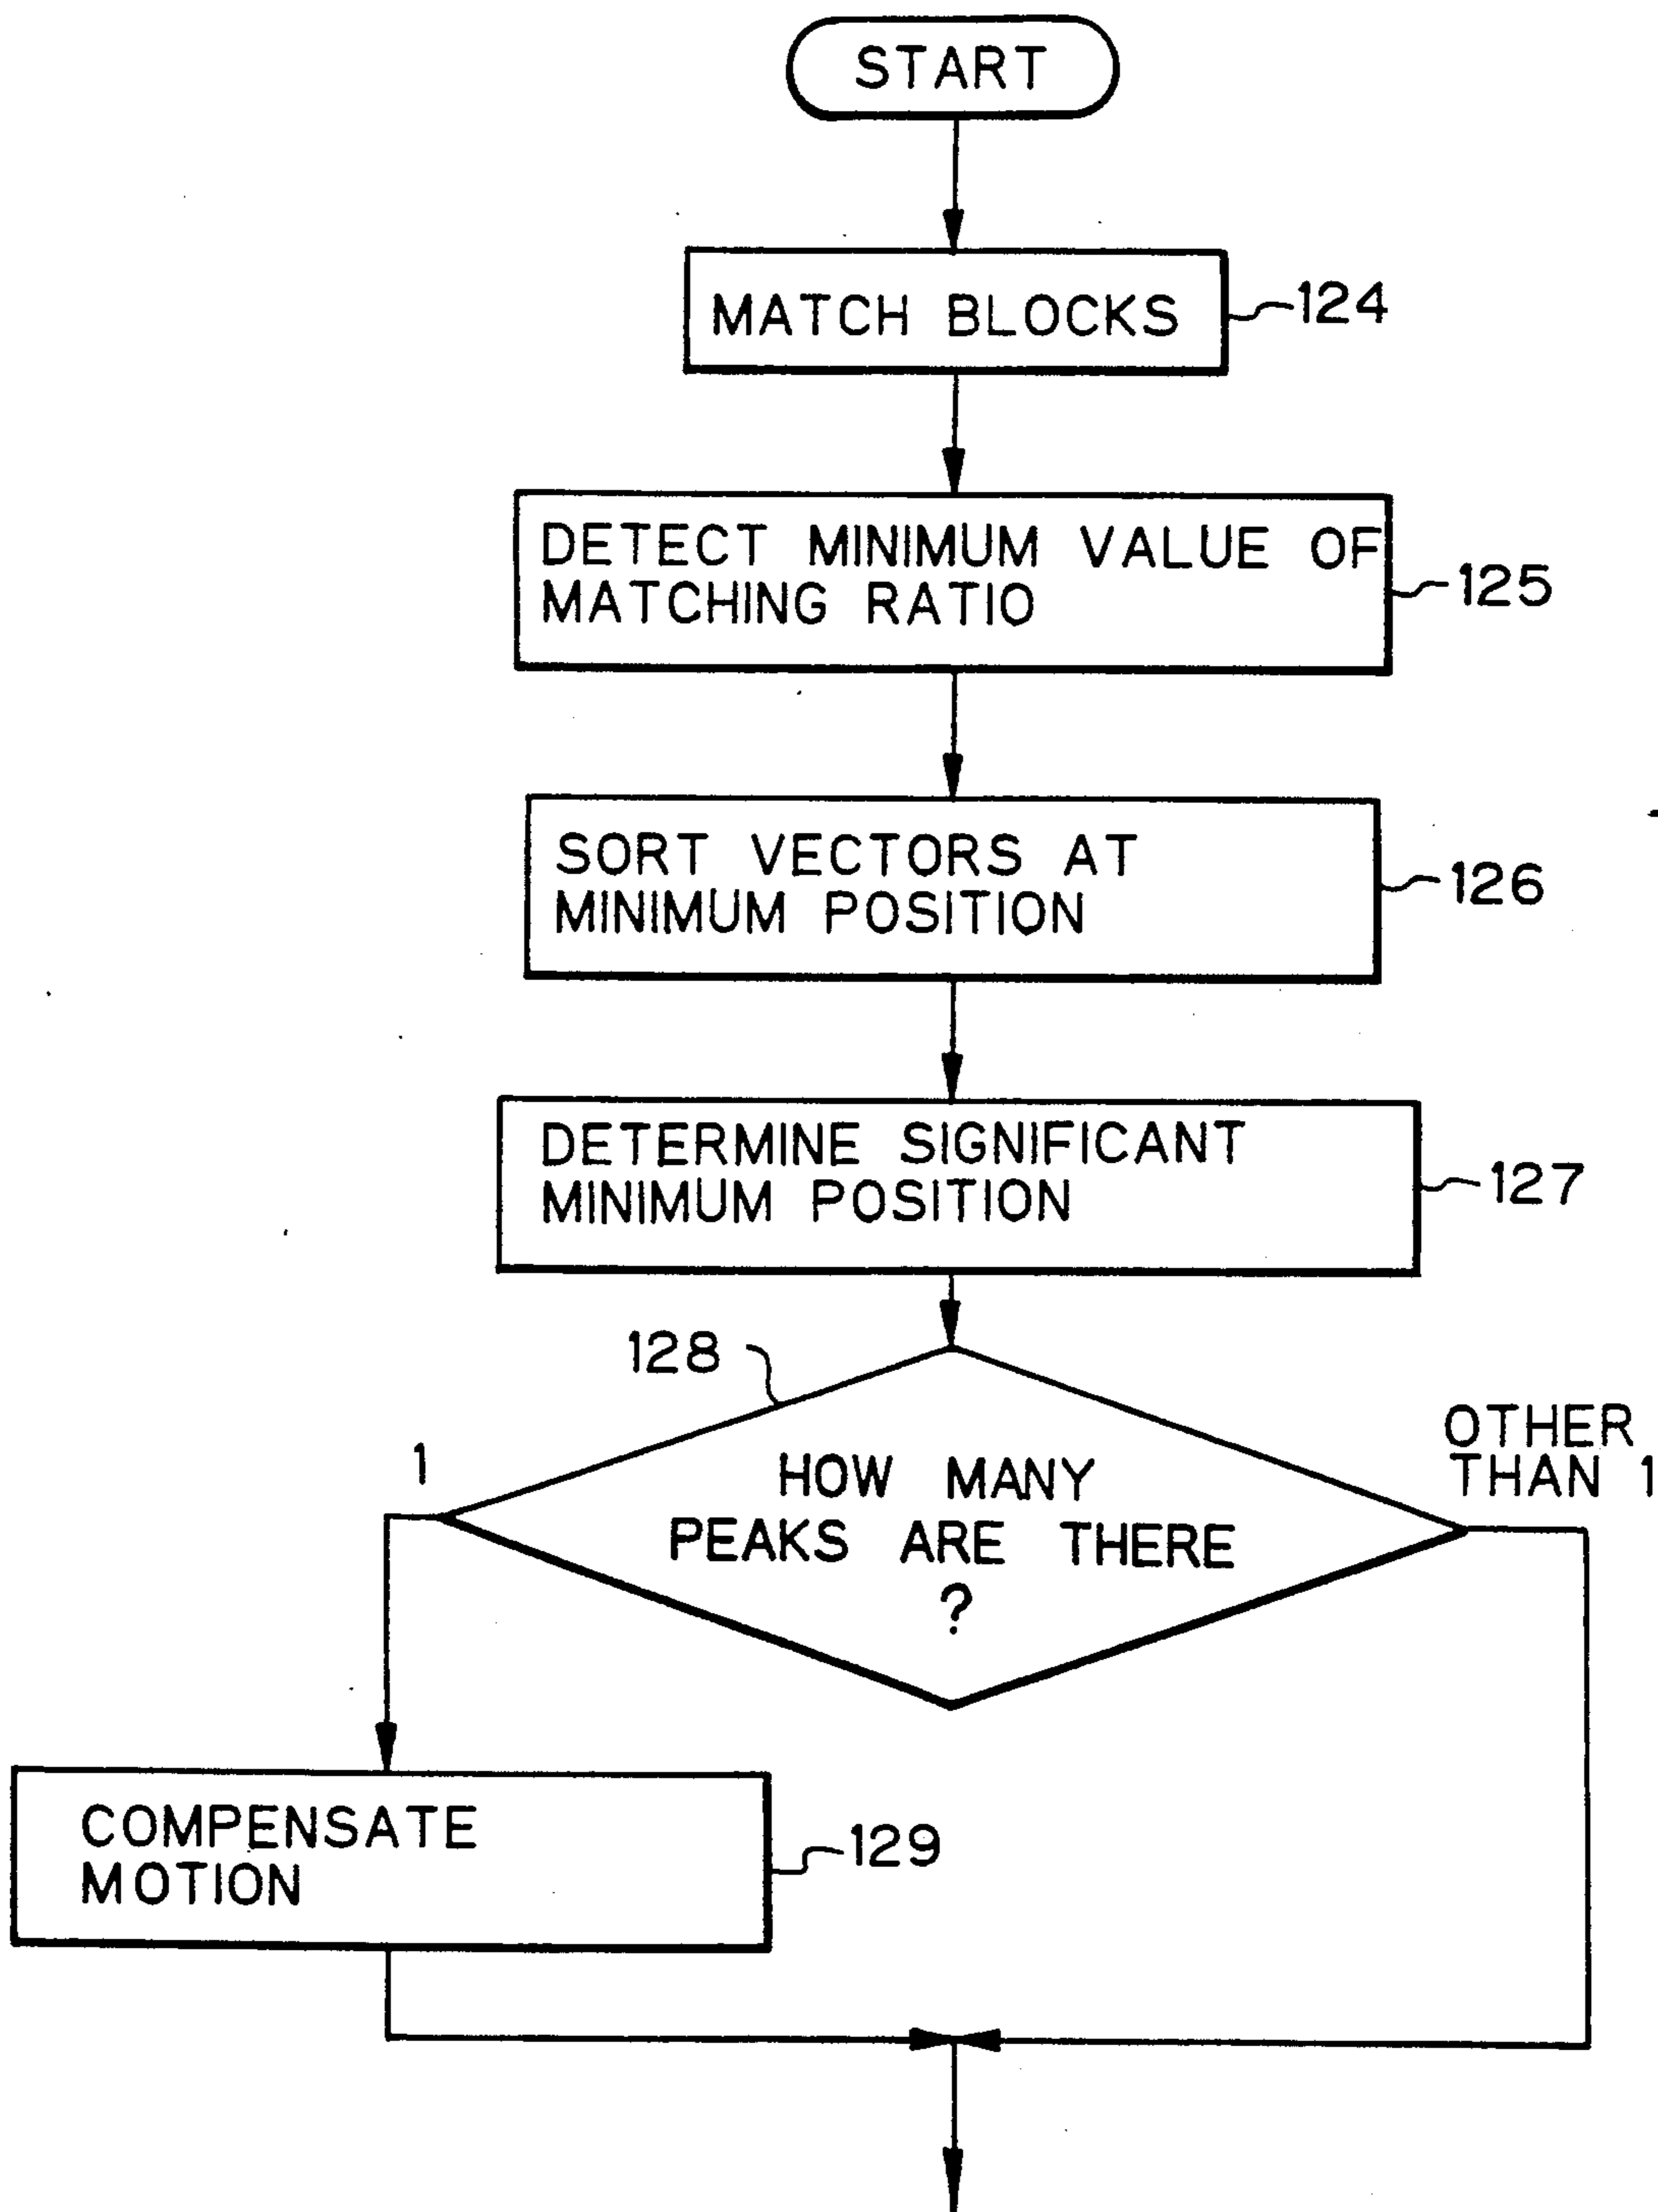 START
MATCH BLOCKS
124
DETECT MINIMUM VALUE OF
MATCHING RATIO
125
SORT VECTORS AT
MINIMUM POSITION
126
DETERMINE SIGNIFICANT
MINIMUM POSITION
127
128
HOW MANY
PEAKS ARE THERE
?
1
OTHER
THAN 1
COMPENSATE
MOTION
129